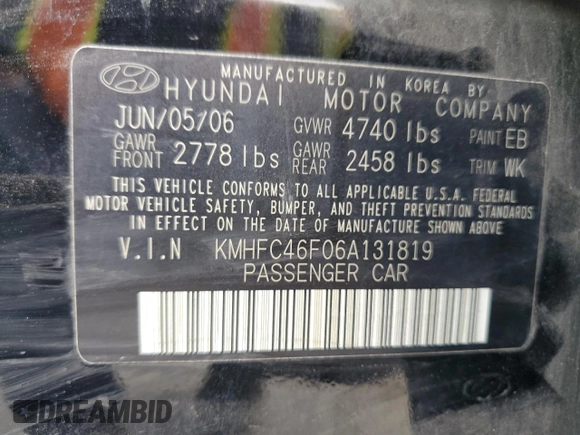 MANUFACTURED IN KOREA BY
HYUNDAI MOTOR COMPANY
JUN/05/06 GVWR 4740 lbs PAINT EB
GAWR FRONT 2778 lbs GAWR REAR 2458 lbs TRIM WK
THIS VEHICLE CONFORMS TO ALL APPLICABLE U.S.A. FEDERAL
MOTOR VEHICLE SAFETY, BUMPER, AND THEFT PREVENTION STANDARDS
IN EFFECT ON THE DATE OF MANUFACTURE SHOWN ABOVE.
V.I.N KMHFC46F06A131819
PASSENGER CAR
DREAMBID